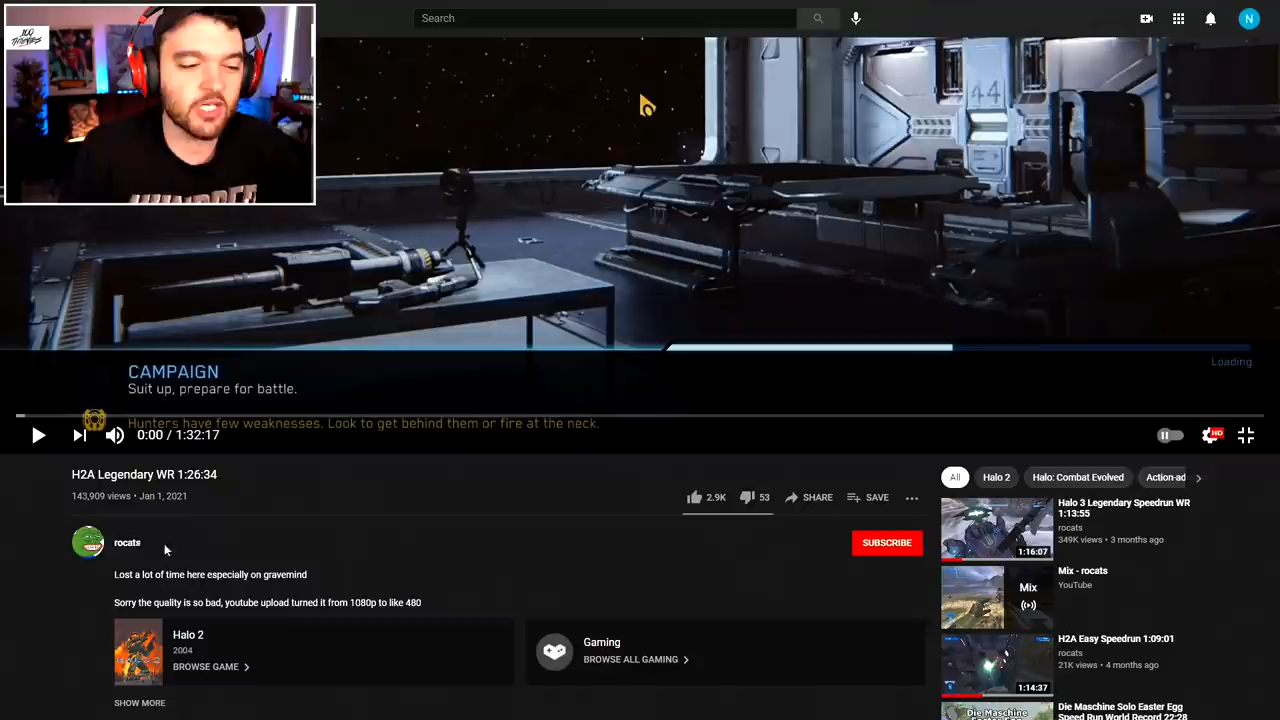 100
THIEVES
Search
N
44
CAMPAIGN
Suit up, prepare for battle.
Loading
Hunters have few weaknesses. Look to get behind them or fire at the neck.
0:00 / 1:32:17
HD
H2A Legendary WR 1:26:34
143,909 views • Jan 1, 2021
2.9K
53
SHARE
SAVE
rocats
SUBSCRIBE
Lost a lot of time here especially on gravemind
Sorry the quality is so bad, youtube upload turned it from 1080p to like 480
Halo 2
2004
BROWSE GAME
Gaming
BROWSE ALL GAMING
SHOW MORE
All
Halo 2
Halo: Combat Evolved
Action-ad
Halo 3 Legendary Speedrun WR
1:13:55
rocats
349K views • 3 months ago
1:16:07
Mix - rocats
YouTube
Mix
H2A Easy Speedrun 1:09:01
rocats
21K views • 4 months ago
1:14:37
Die Maschine Solo Easter Egg
Speed Run World Record 22:28
Die Maschine